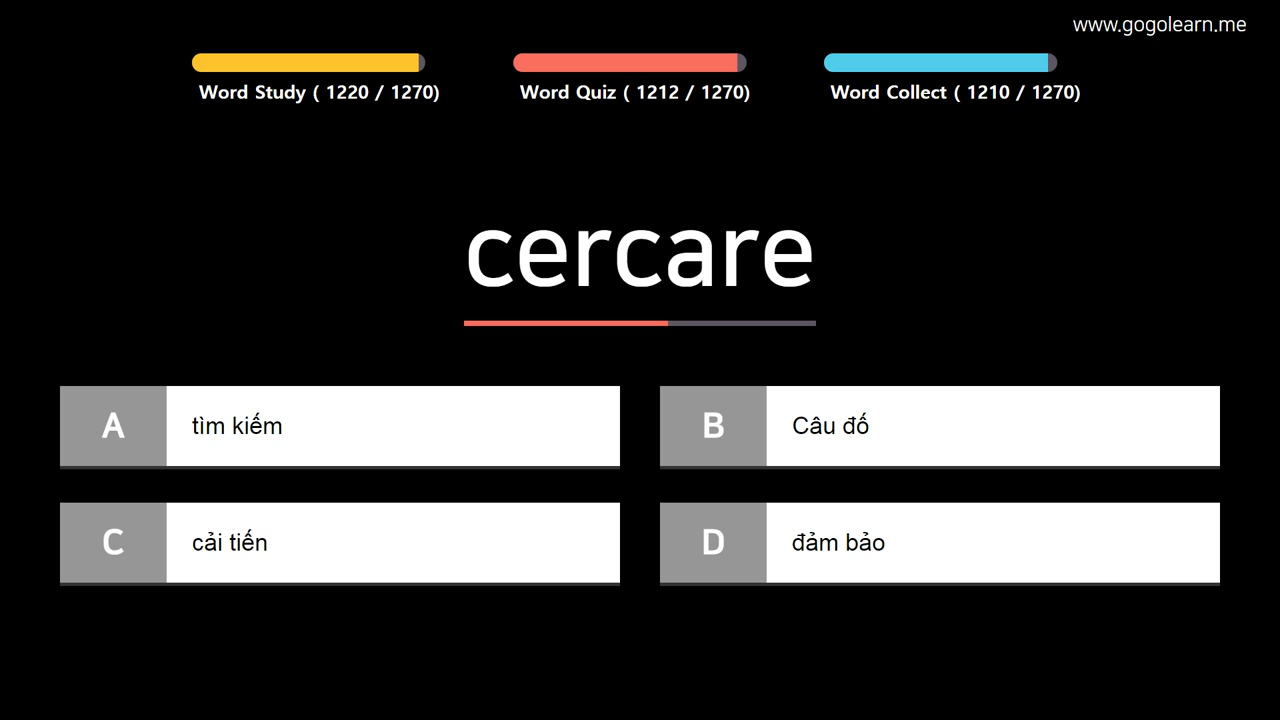 www.gogolearn.me
Word Study ( 1220 / 1270)
Word Quiz ( 1212 / 1270)
Word Collect ( 1210 / 1270)
cercare
A tìm kiếm
B Câu đố
C cải tiến
D đảm bảo